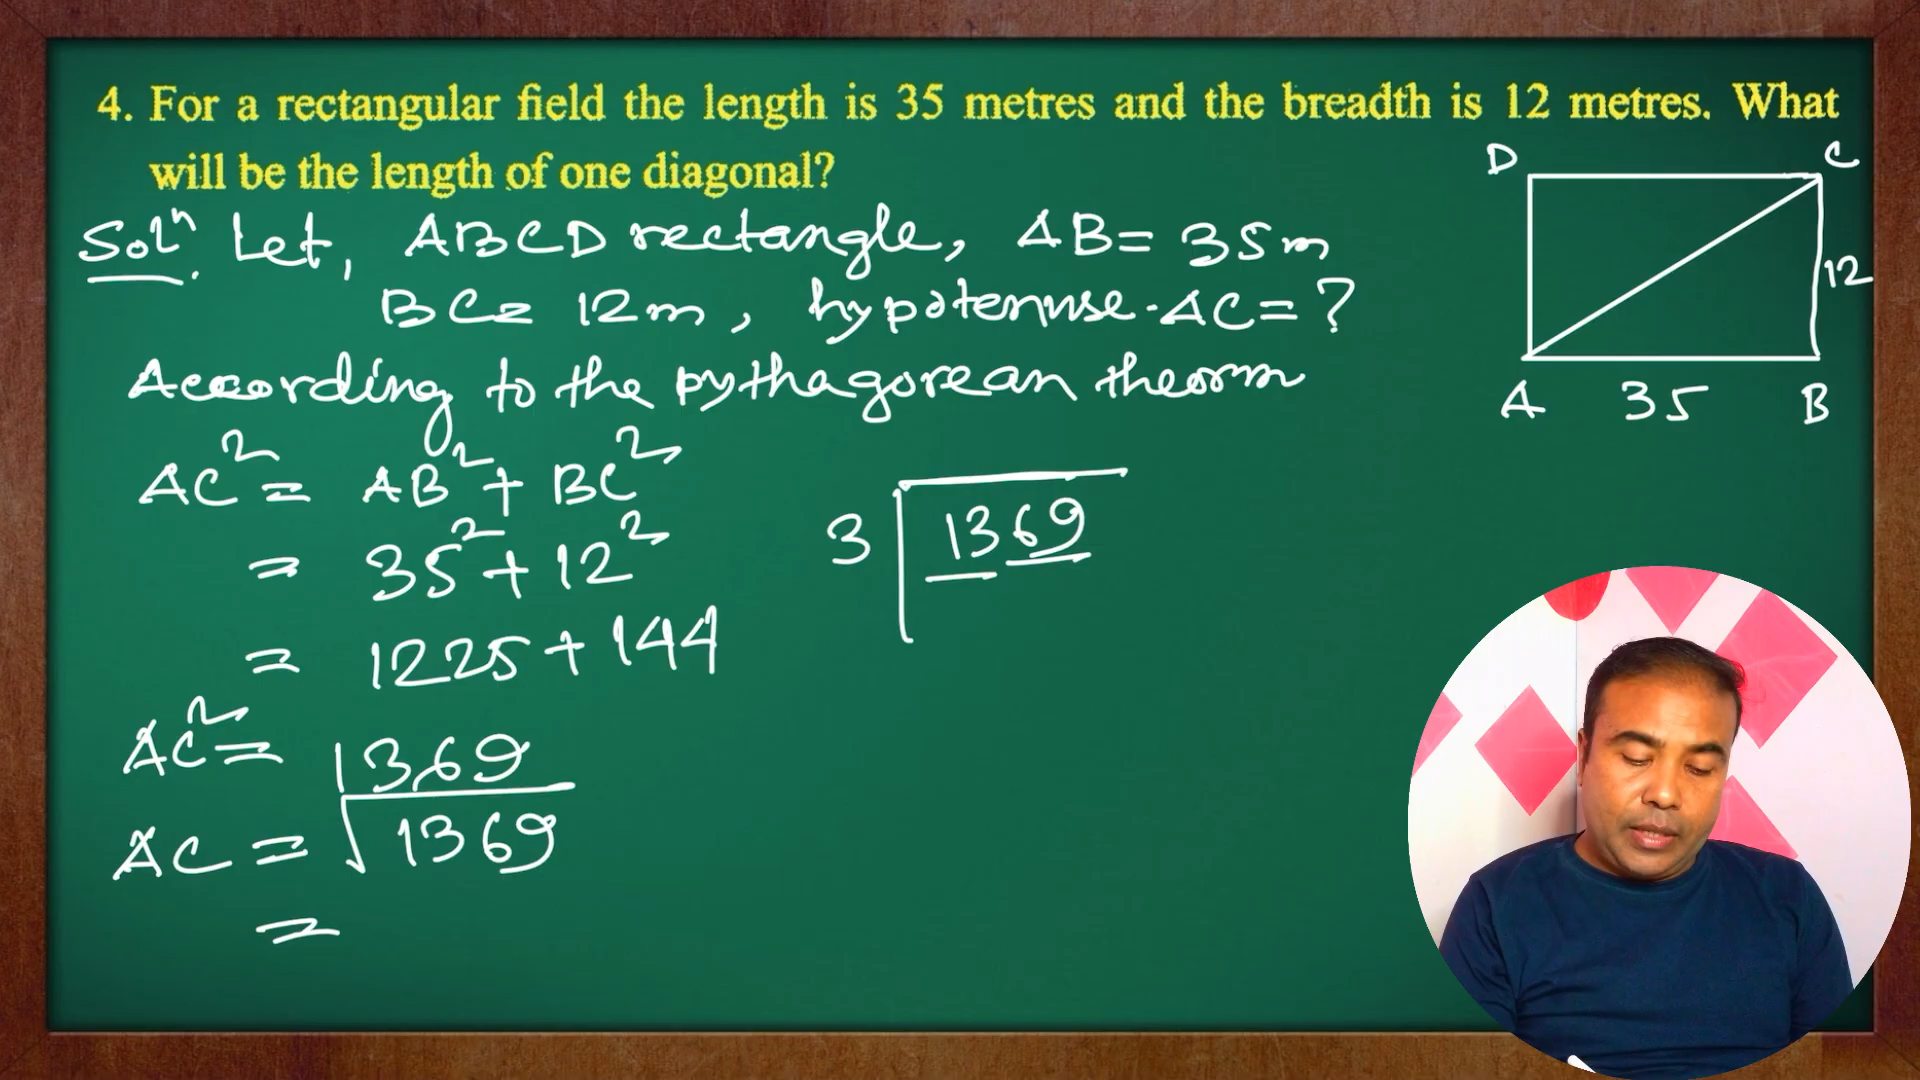 4. For a rectangular field the length is 35 metres and the breadth is 12 metres. What
will be the length of one diagonal?
Solⁿ. Let, ABCD rectangle, AB = 35m
BC = 12m, hypotenuse. AC = ?
According to the pythagorean theorm
AC² = AB² + BC²
= 35² + 12²
= 1225 + 144
AC² = 1369
AC = √1369
=
3 1369
D C
12
A 35 B